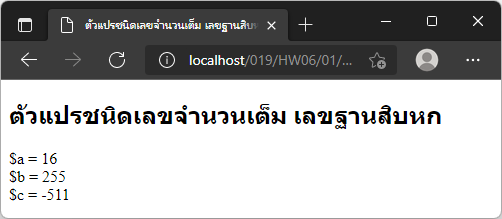 ตัวแปรชนิดเลขจำนวนเต็ม เลขฐานสิบห
localhost/019/HW06/01/...
ตัวแปรชนิดเลขจำนวนเต็ม เลขฐานสิบหก
$a = 16
$b = 255
$c = -511